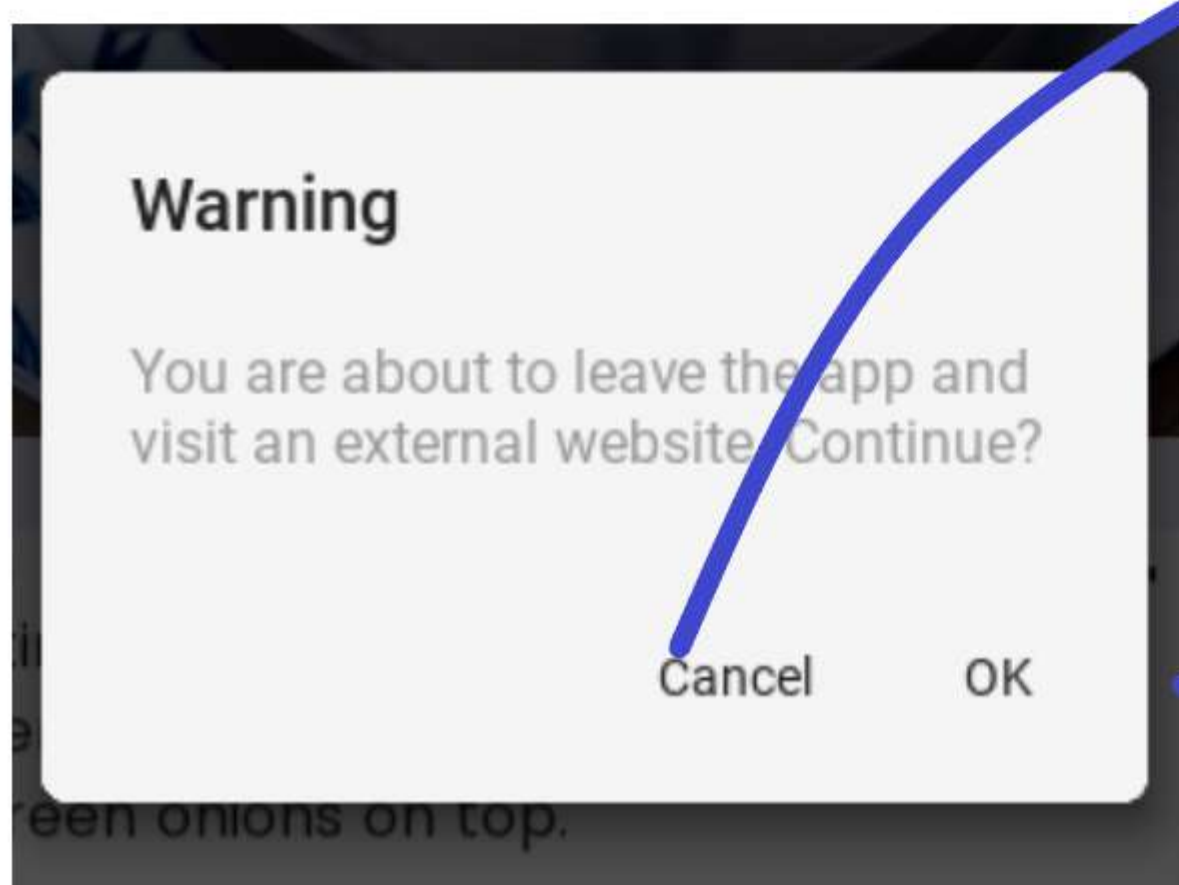 Warning
You are about to leave the app and
visit an external website. Continue?
Cancel
OK
reen onions on top.